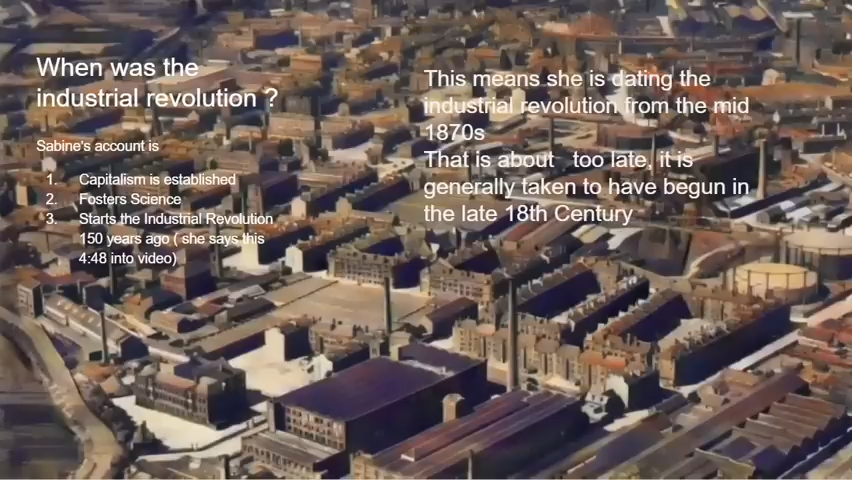 When was the
industrial revolution ?
Sabine's account is
1. Capitalism is established
2. Fosters Science
3. Starts the Industrial Revolution
150 years ago ( she says this
4:48 into video)
This means she is dating the
industrial revolution from the mid
1870s
That is about too late, it is
generally taken to have begun in
the late 18th Century